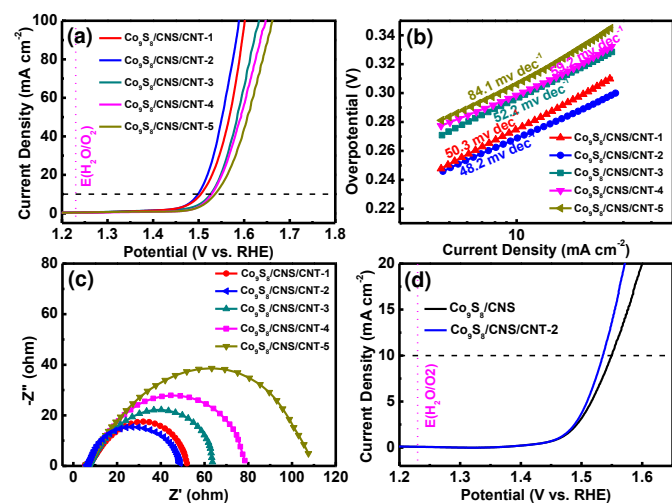 (a)
Co₉S₈/CNS/CNT-1
Co₉S₈/CNS/CNT-2
Co₉S₈/CNS/CNT-3
Co₉S₈/CNS/CNT-4
Co₉S₈/CNS/CNT-5
E(H₂O/O₂)
Current Density (mA cm⁻²)
100
80
60
40
20
0
1.2 1.3 1.4 1.5 1.6 1.7 1.8
Potential (V vs. RHE)
(b)
84.1 mv dec⁻¹
59.2 mv dec⁻¹
52.2 mv dec⁻¹
50.3 mv dec⁻¹
48.2 mv dec⁻¹
Co₉S₈/CNS/CNT-1
Co₉S₈/CNS/CNT-2
Co₉S₈/CNS/CNT-3
Co₉S₈/CNS/CNT-4
Co₉S₈/CNS/CNT-5
Overpotential (V)
0.34
0.32
0.30
0.28
0.26
0.24
0.22
10
Current Density (mA cm⁻²)
(c)
Co₉S₈/CNS/CNT-1
Co₉S₈/CNS/CNT-2
Co₉S₈/CNS/CNT-3
Co₉S₈/CNS/CNT-4
Co₉S₈/CNS/CNT-5
-Z'' (ohm)
80
60
40
20
0
0 20 40 60 80 100 120
Z' (ohm)
(d)
Co₉S₈/CNS
Co₉S₈/CNS/CNT-2
E(H₂O/O2)
Current Density (mA cm⁻²)
20
15
10
5
0
1.2 1.3 1.4 1.5 1.6
Potential (V vs. RHE)